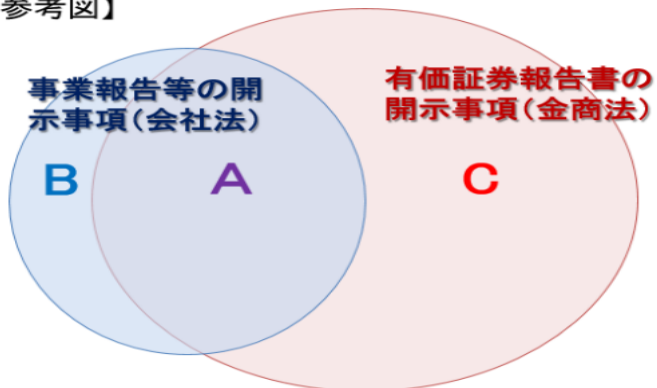 参考図】
事業報告等の開
示事項(会社法)
有価証券報告書の
開示事項(金商法)
B
A
C